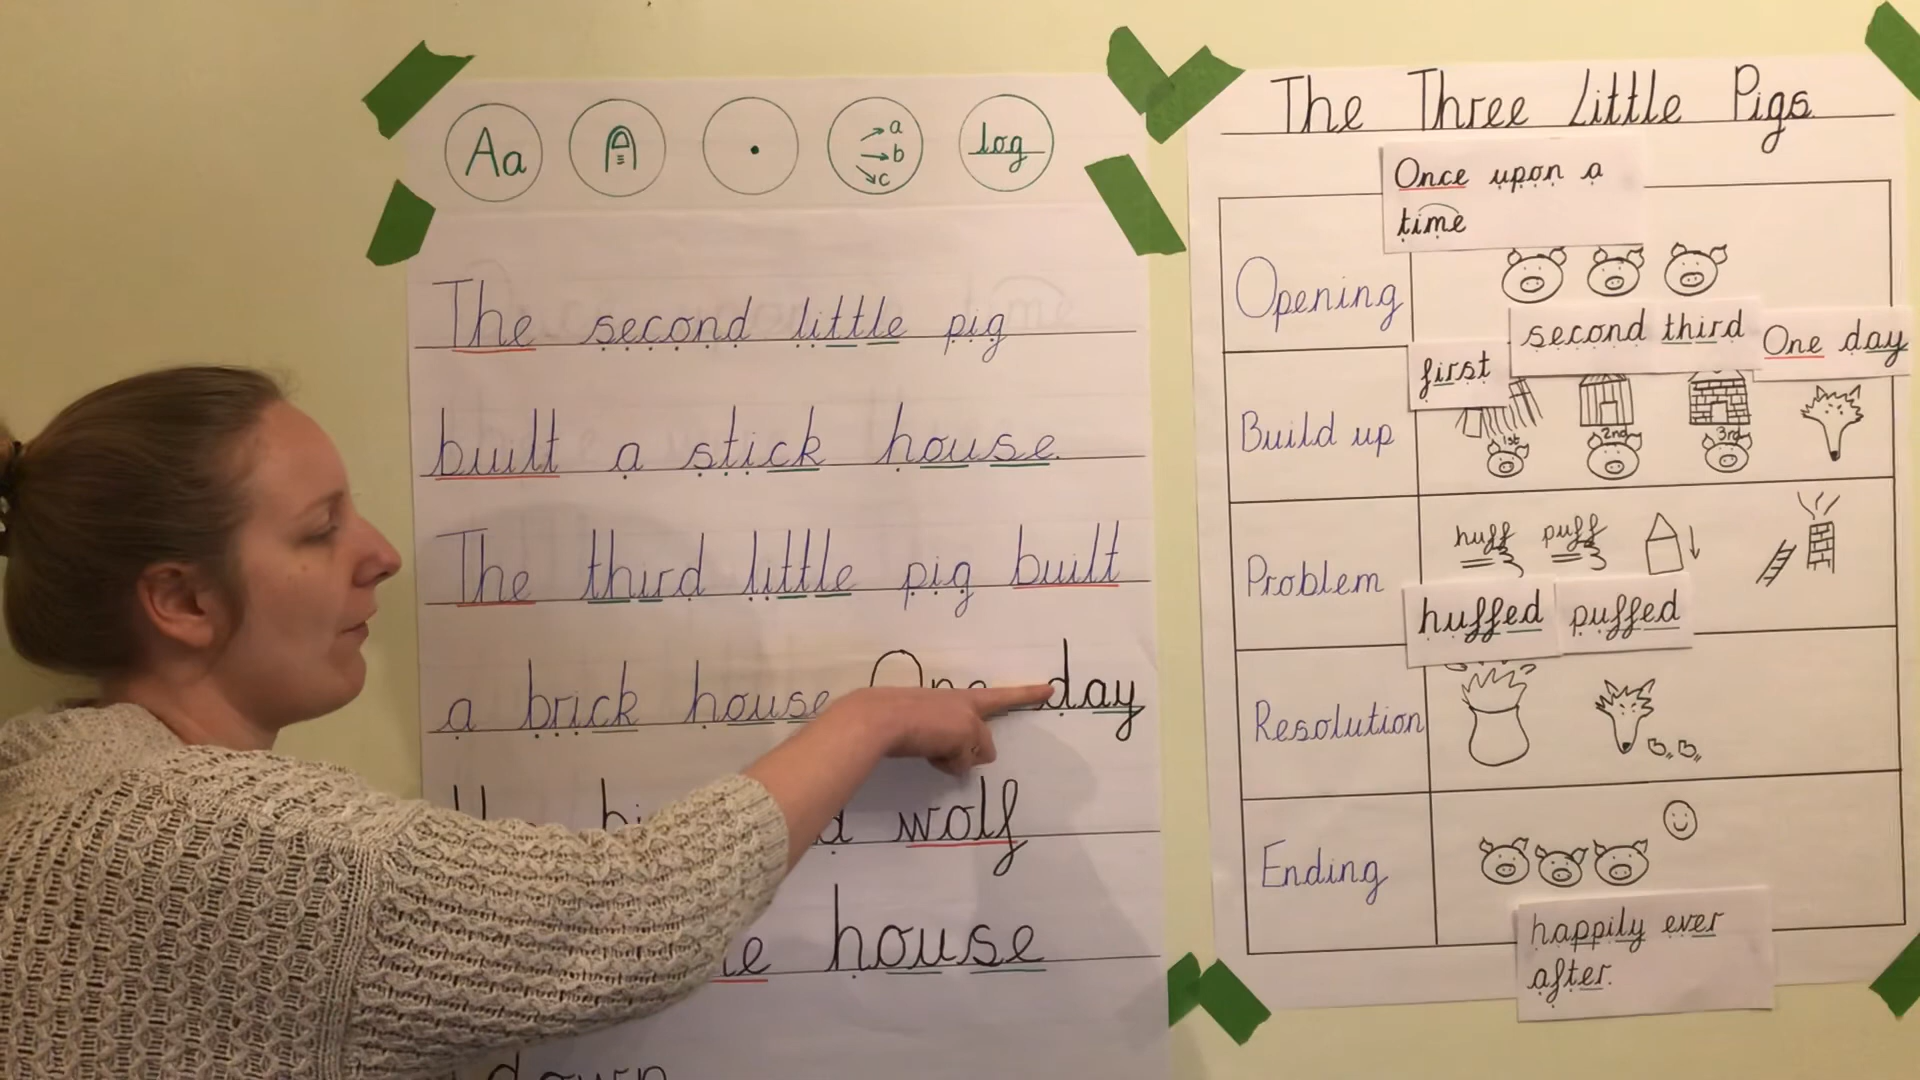 Aa
a
b
c
log
The second little pig
built a stick house.
The third little pig built
a brick house One day
wolf
house
down
The Three Little Pigs
Once upon a
time
Opening
second third
One day
first
Build up
1st 2nd 3rd
Problem
huff puff
huffed puffed
Resolution
Ending
happily ever
after.